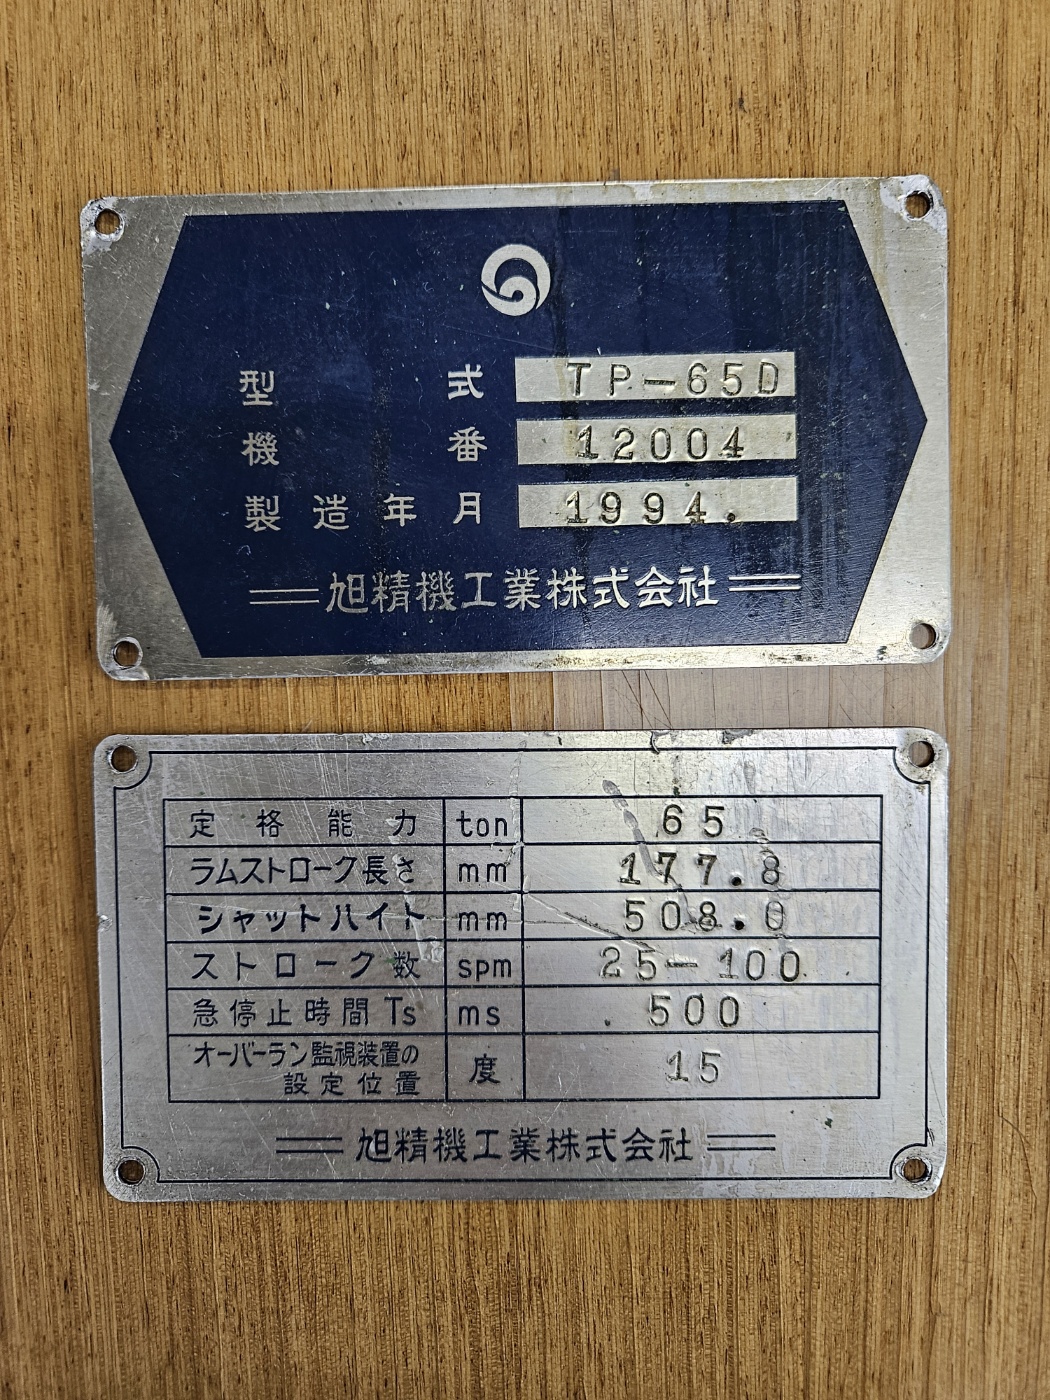 型式 TP-65D
機番 12004
製造年月 1994.
旭精機工業株式会社
定格能力 ton 65
ラムストローク長さ mm 177.8
シャットハイト mm 508.0
ストローク数 spm 25-100
急停止時間Ts ms 500
オーバーラン監視装置の
設定位置 度 15
旭精機工業株式会社